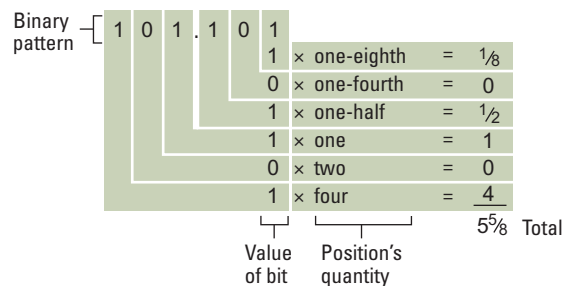 Binary
pattern
1 0 1 . 1 0 1
1 × one-eighth = 1⁄8
0 × one-fourth = 0
1 × one-half = 1⁄2
1 × one = 1
0 × two = 0
1 × four = 4
5 5⁄8 Total
Value
of bit
Position's
quantity